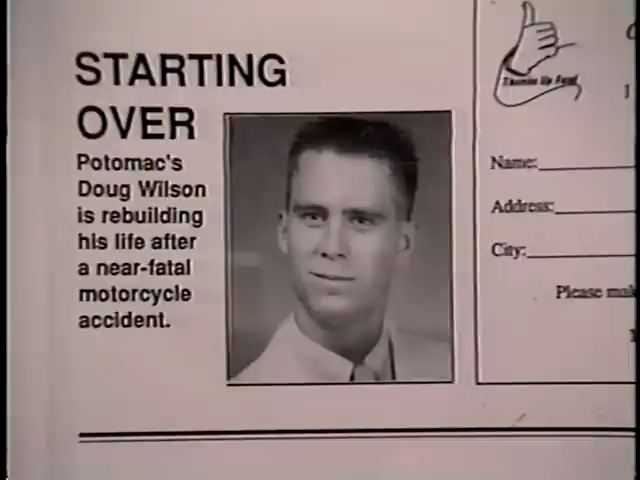 STARTING
OVER
Potomac's
Doug Wilson
is rebuilding
his life after
a near-fatal
motorcycle
accident.
Thumbs Up Fund
Name:
Address:
City:
Please